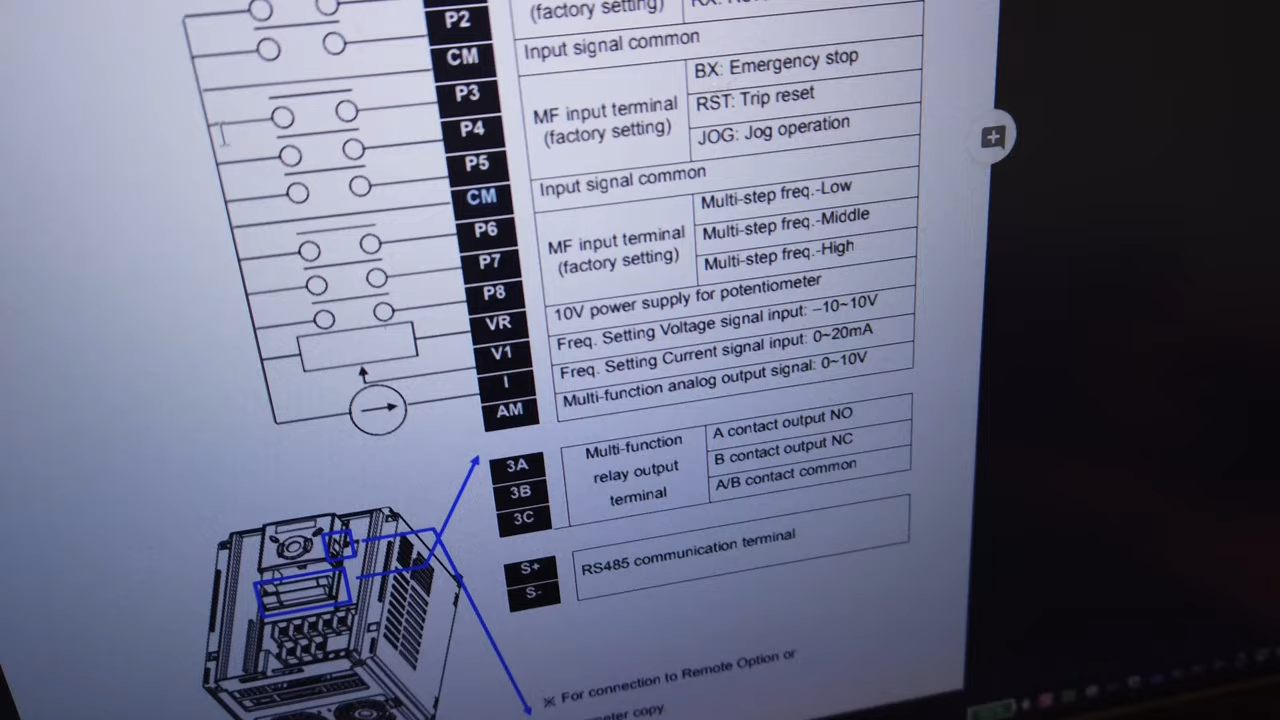 P2
(factory setting)
CM
Input signal common
P3
BX: Emergency stop
P4
MF input terminal
(factory setting)
RST: Trip reset
P5
JOG: Jog operation
CM
Input signal common
P6
Multi-step freq.-Low
P7
MF input terminal
(factory setting)
Multi-step freq.-Middle
P8
Multi-step freq.-High
VR
10V power supply for potentiometer
V1
Freq. Setting Voltage signal input: –10~10V
I
Freq. Setting Current signal input: 0~20mA
AM
Multi-function analog output signal: 0~10V
3A
Multi-function
relay output
terminal
A contact output NO
3B
B contact output NC
3C
A/B contact common
S+
RS485 communication terminal
S-
※ For connection to Remote Option or
copy